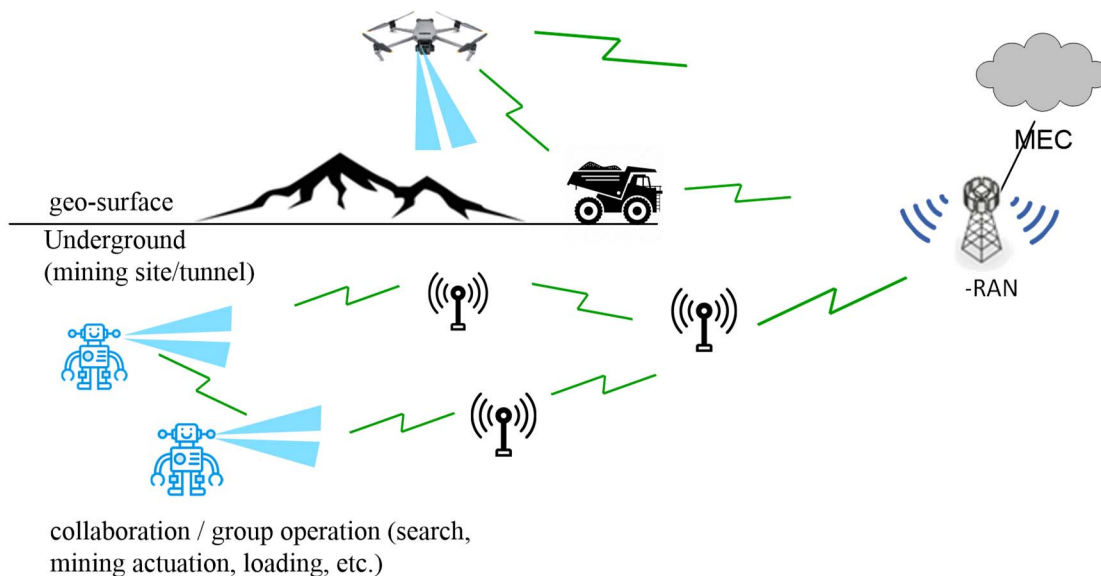 MEC
geo-surface
Underground
(mining site/tunnel)
-RAN
collaboration / group operation (search,
mining actuation, loading, etc.)